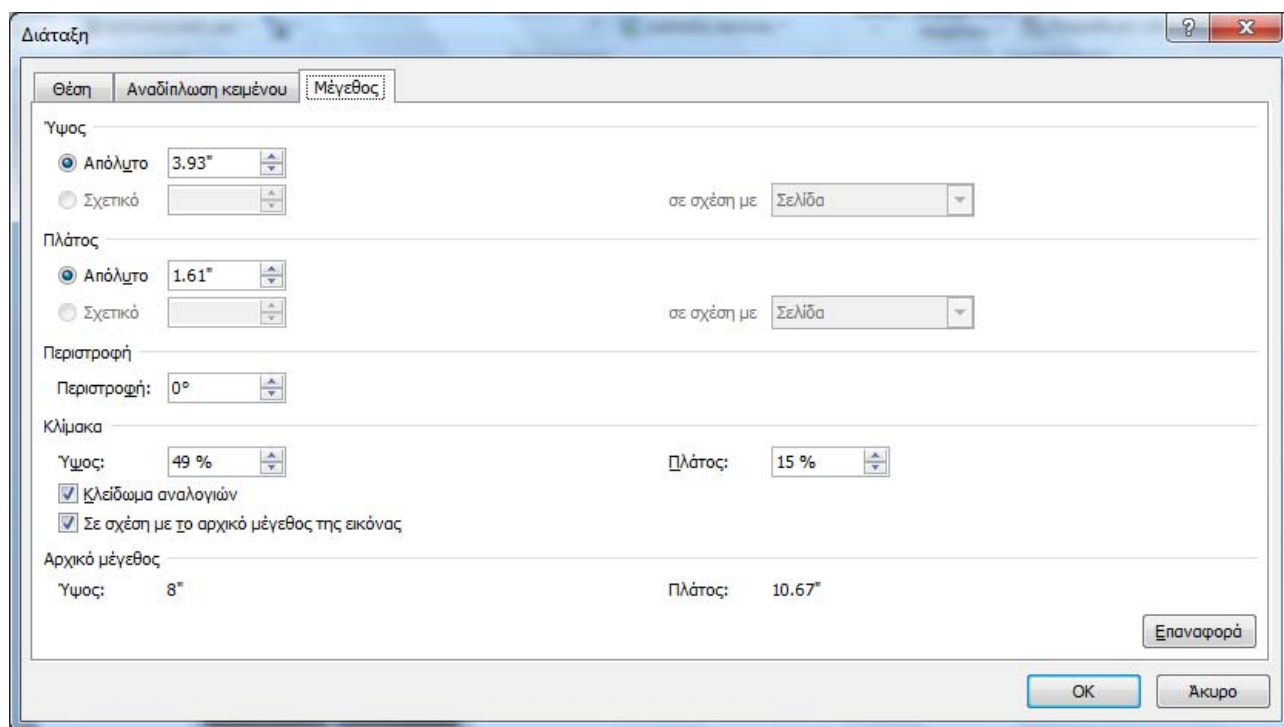 Διάταξη
Θέση Αναδίπλωση κειμένου Μέγεθος
Ύψος
Απόλυτο 3.93"
Σχετικό σε σχέση με Σελίδα
Πλάτος
Απόλυτο 1.61"
Σχετικό σε σχέση με Σελίδα
Περιστροφή
Περιστροφή: 0°
Κλίμακα
Ύψος: 49 % Πλάτος: 15 %
Κλείδωμα αναλογιών
Σε σχέση με το αρχικό μέγεθος της εικόνας
Αρχικό μέγεθος
Ύψος: 8" Πλάτος: 10.67"
Επαναφορά
OK Άκυρο